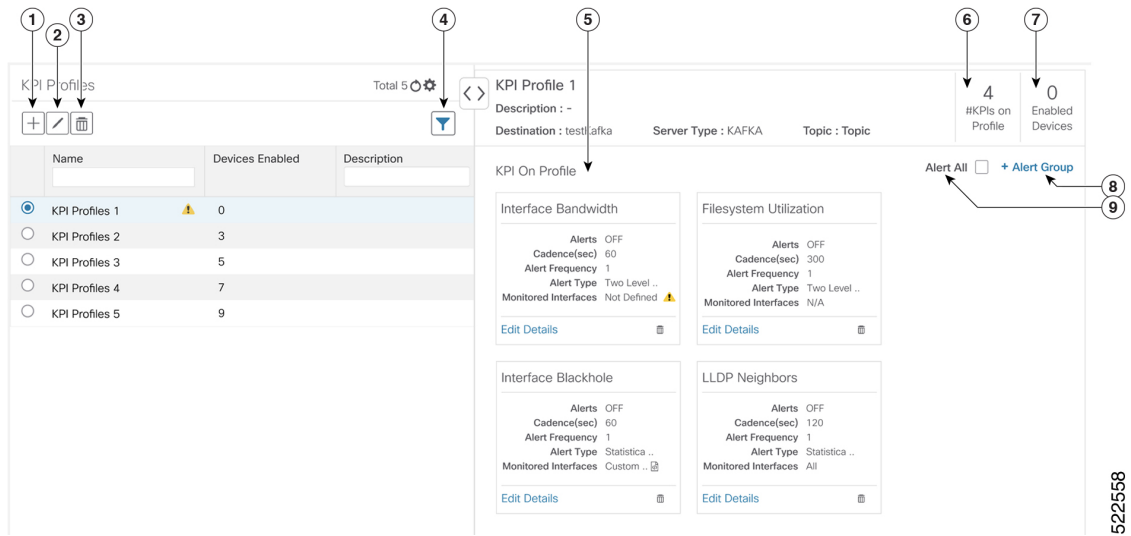 1
2
3
4
5
6
7
KPI Profiles
Total 5
KPI Profile 1
Description : -
Destination : testKafka Server Type : KAFKA Topic : Topic
4
#KPIs on
Profile
0
Enabled
Devices
Name Devices Enabled Description
KPI Profiles 1 0
KPI Profiles 2 3
KPI Profiles 3 5
KPI Profiles 4 7
KPI Profiles 5 9
KPI On Profile
Alert All + Alert Group
8
9
Interface Bandwidth
Alerts OFF
Cadence(sec) 60
Alert Frequency 1
Alert Type Two Level ..
Monitored Interfaces Not Defined
Edit Details
Filesystem Utilization
Alerts OFF
Cadence(sec) 300
Alert Frequency 1
Alert Type Two Level ..
Monitored Interfaces N/A
Edit Details
Interface Blackhole
Alerts OFF
Cadence(sec) 60
Alert Frequency 1
Alert Type Statistica ..
Monitored Interfaces Custom ..
Edit Details
LLDP Neighbors
Alerts OFF
Cadence(sec) 120
Alert Frequency 1
Alert Type Statistica ..
Monitored Interfaces All
Edit Details
522558